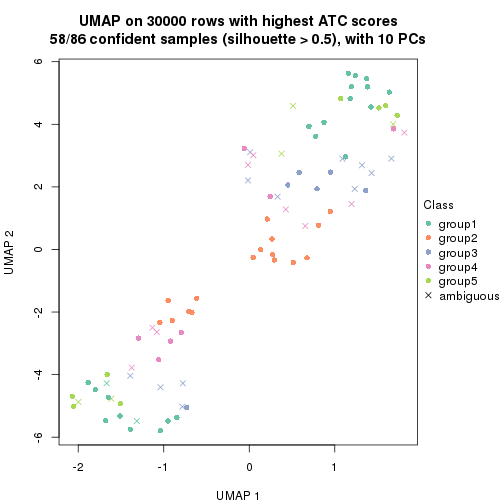 UMAP on 30000 rows with highest ATC scores
58/86 confident samples (silhouette > 0.5), with 10 PCs
6
4
2
0
-2
-4
-6
UMAP 2
-2 -1 0 1
UMAP 1
Class
group1
group2
group3
group4
group5
ambiguous